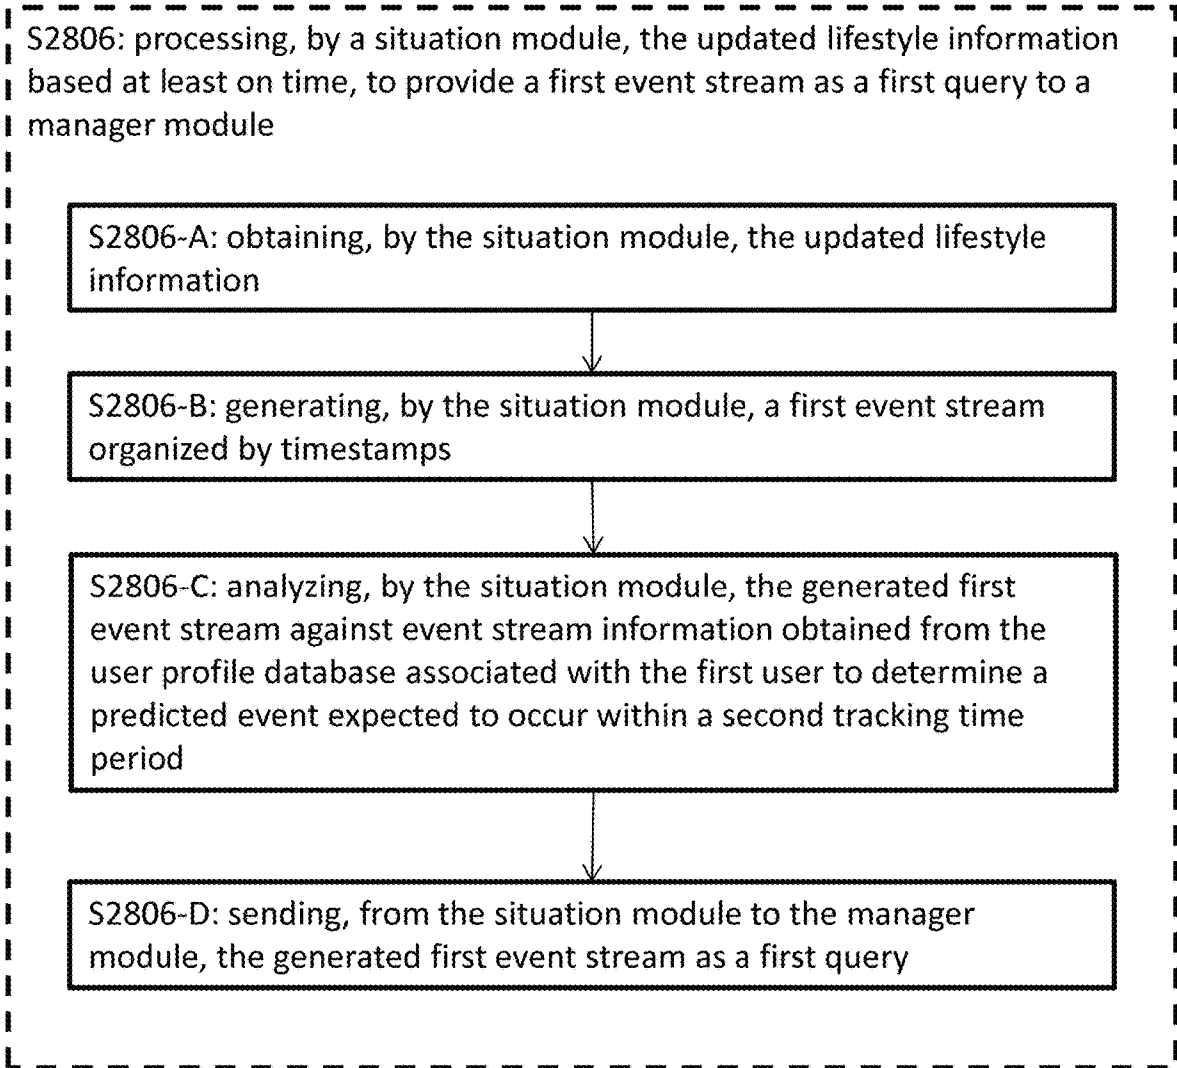 S2806: processing, by a situation module, the updated lifestyle information
based at least on time, to provide a first event stream as a first query to a
manager module
S2806-A: obtaining, by the situation module, the updated lifestyle
information
S2806-B: generating, by the situation module, a first event stream
organized by timestamps
S2806-C: analyzing, by the situation module, the generated first
event stream against event stream information obtained from the
user profile database associated with the first user to determine a
predicted event expected to occur within a second tracking time
period
S2806-D: sending, from the situation module to the manager
module, the generated first event stream as a first query